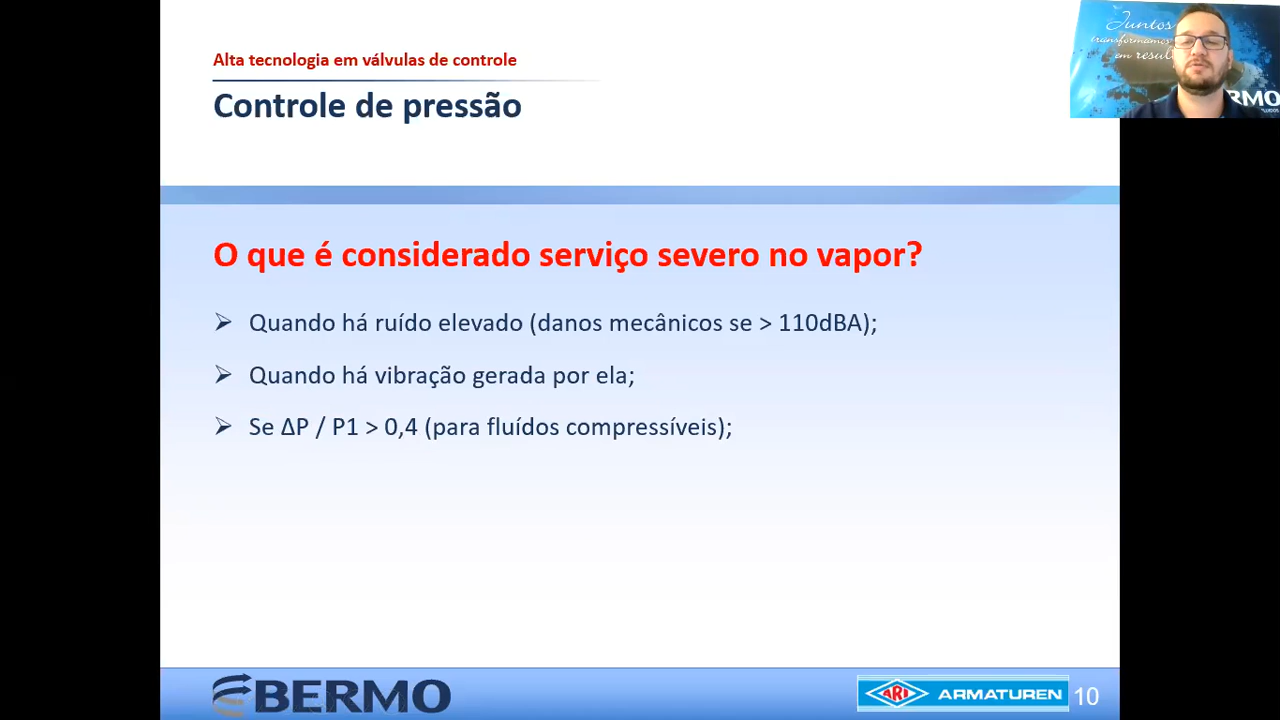 Alta tecnologia em válvulas de controle
Controle de pressão
Juntos
transformamos
em resul
RMO
O que é considerado serviço severo no vapor?
➢ Quando há ruído elevado (danos mecânicos se > 110dBA);
➢ Quando há vibração gerada por ela;
➢ Se ΔP / P1 > 0,4 (para fluídos compressíveis);
BERMO
ARI ARMATUREN 10